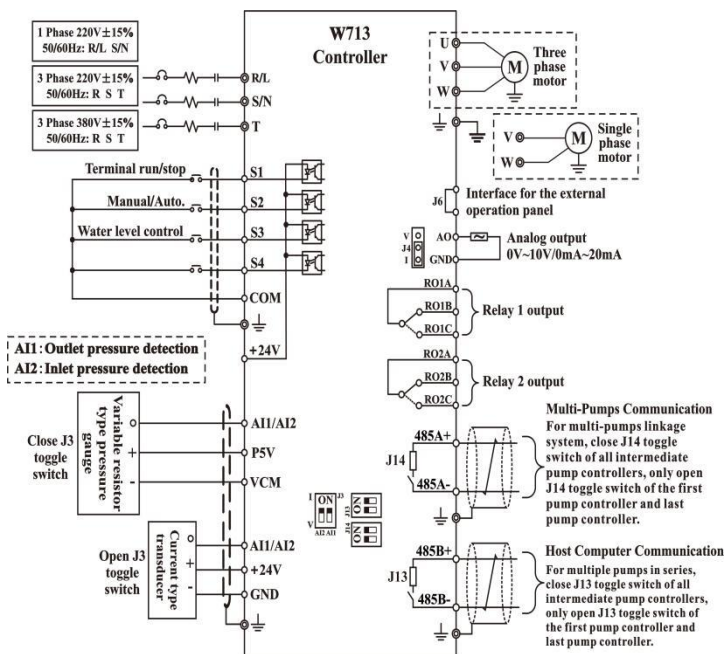 W713
Controller
1 Phase 220V±15%
50/60Hz: R/L S/N
3 Phase 220V±15%
50/60Hz: R S T
3 Phase 380V±15%
50/60Hz: R S T
R/L
S/N
T
U
V
W
M
Three
phase
motor
V
W
M
Single
phase
motor
Terminal run/stop
S1
Manual/Auto.
S2
Water level control
S3
S4
COM
+24V
J6
Interface for the external
operation panel
V
J4
I
AO
GND
Analog output
0V~10V/0mA~20mA
RO1A
RO1B
RO1C
Relay 1 output
RO2A
RO2B
RO2C
Relay 2 output
AI1: Outlet pressure detection
AI2: Inlet pressure detection
Close J3
toggle
switch
Variable resistor
type pressure
gauge
o
+
-
AI1/AI2
P5V
VCM
Open J3
toggle
switch
Current type
transducer
o
+
-
AI1/AI2
+24V
GND
I
V
ON
J3
AI2 AI1
J13
ON
J14
ON
485A+
J14
485A-
Multi-Pumps Communication
For multi-pumps linkage
system, close J14 toggle
switch of all intermediate
pump controllers, only open
J14 toggle switch of the first
pump controller and last
pump controller.
485B+
J13
485B-
Host Computer Communication
For multiple pumps in series,
close J13 toggle switch of all
intermediate pump controllers,
only open J13 toggle switch of
the first pump controller and
last pump controller.